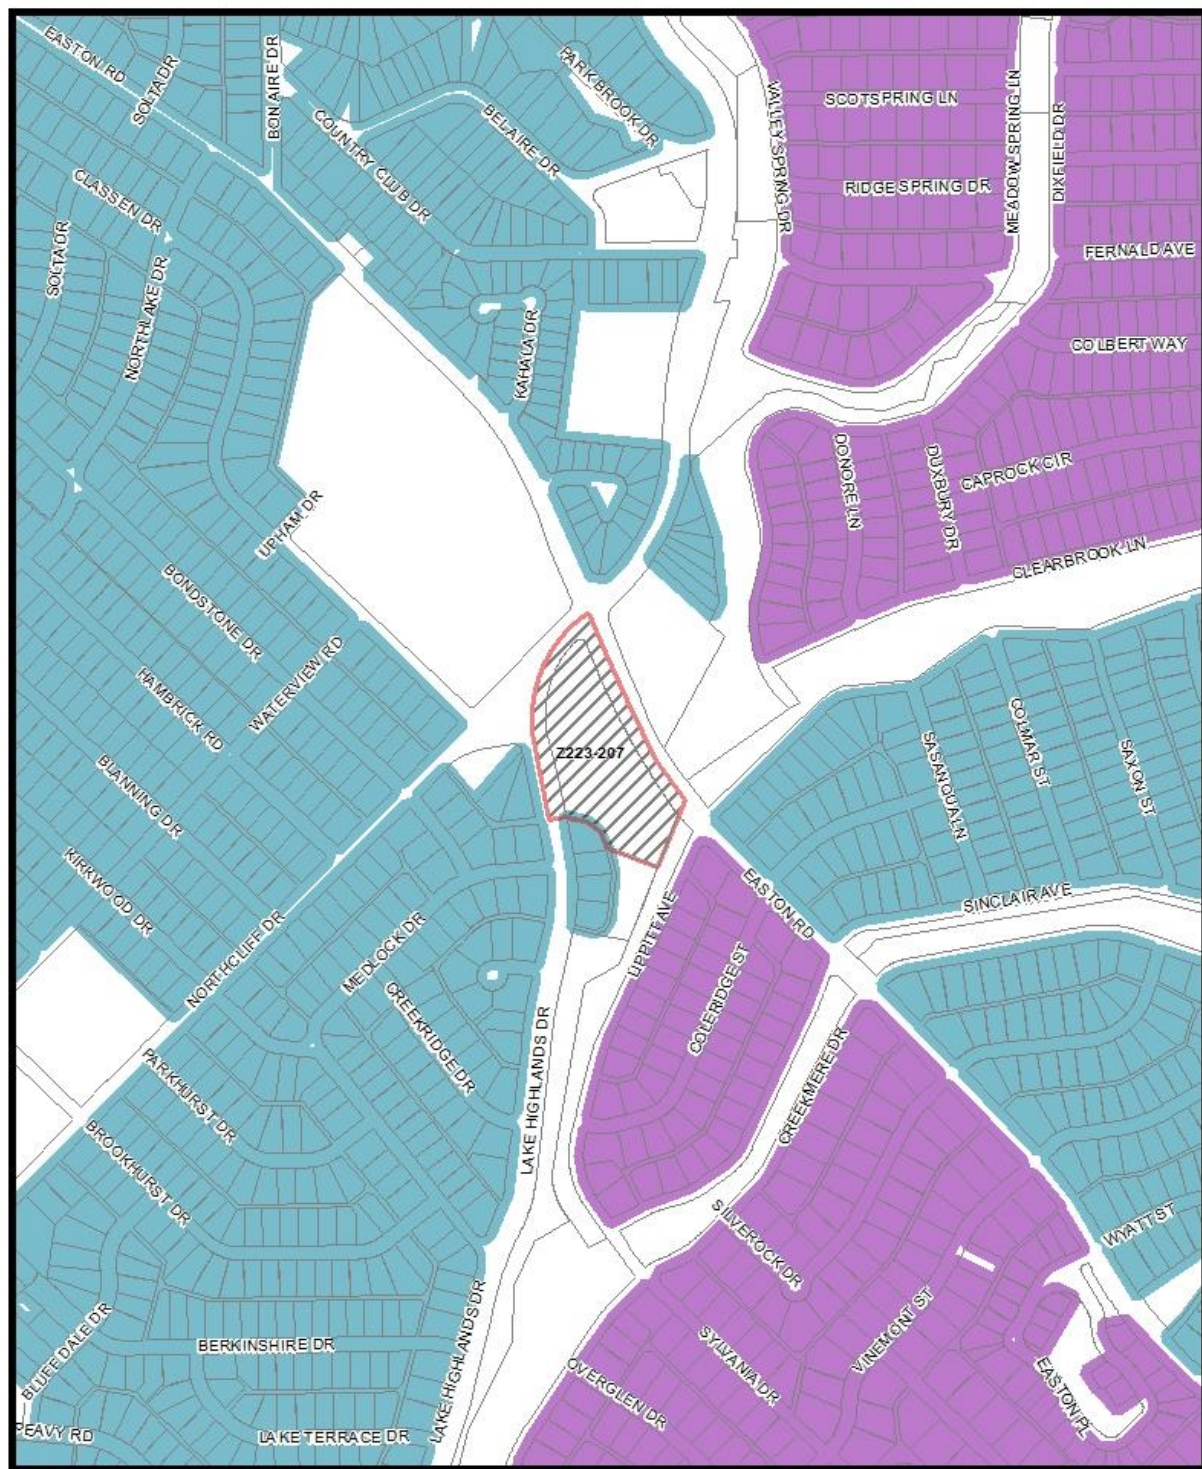 EASTON RD
SOLTA DR
BONAIRE DR
PARK BROOK DR
COUNTRY CLUB DR
BELAIRE DR
VALLEY SPRING DR
SCOTSPRING LN
MEADOW SPRING LN
DIXFIELD DR
RIDGE SPRING DR
CLASSEN DR
SOLTA DR
NORTHLAKE DR
FERNALD AVE
KAHALA DR
COLBERT WAY
DONORE LN
DUXBURY DR
CAPROCK CIR
UPHAM DR
CLEARBROOK LN
BONDSTONE DR
HAMBRICK RD
WATERVIEW RD
Z223-207
SASANQUA LN
COLMAR ST
SAXON ST
BLANNING DR
KIRKWOOD DR
NORTHCLIFF DR
MEDLOCK DR
CREEKRIDGE DR
LIPPITT AVE
EASTON RD
SINCLAIR AVE
COLERIDGE ST
LAKE HIGHLANDS DR
CREEKMERE DR
PARKHURST DR
BROOKHURST DR
SILVEROCK DR
WYATT ST
BLUFFDALE DR
BERKINSHIRE DR
LAKE HIGHLANDS DR
OVERGLEN DR
SYLVANIA DR
VINEMONT ST
EASTON PL
PEAVY RD
LAKE TERRACE DR